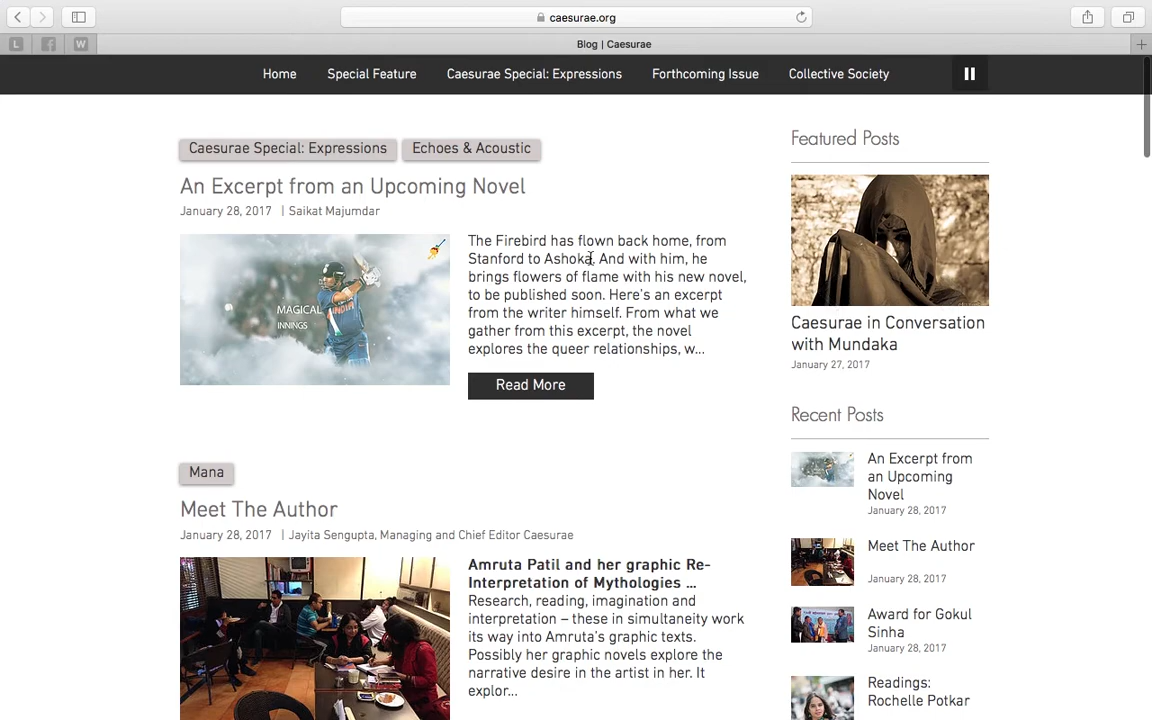 caesurae.org
L
W
Blog | Caesurae
Home
Special Feature
Caesurae Special: Expressions
Forthcoming Issue
Collective Society
Caesurae Special: Expressions
Echoes & Acoustic
An Excerpt from an Upcoming Novel
January 28, 2017 | Saikat Majumdar
MAGICAL
INNINGS
INDIA
The Firebird has flown back home, from
Stanford to Ashoka. And with him, he
brings flowers of flame with his new novel,
to be published soon. Here's an excerpt
from the writer himself. From what we
gather from this excerpt, the novel
explores the queer relationships, w...
Read More
Mana
Meet The Author
January 28, 2017 | Jayita Sengupta, Managing and Chief Editor Caesurae
Amruta Patil and her graphic Re-
Interpretation of Mythologies ...
Research, reading, imagination and
interpretation – these in simultaneity work
its way into Amruta's graphic texts.
Possibly her graphic novels explore the
narrative desire in the artist in her. It
explor...
Featured Posts
Caesurae in Conversation
with Mundaka
January 27, 2017
Recent Posts
An Excerpt from
an Upcoming
Novel
January 28, 2017
Meet The Author
January 28, 2017
Award for Gokul
Sinha
January 28, 2017
Readings:
Rochelle Potkar